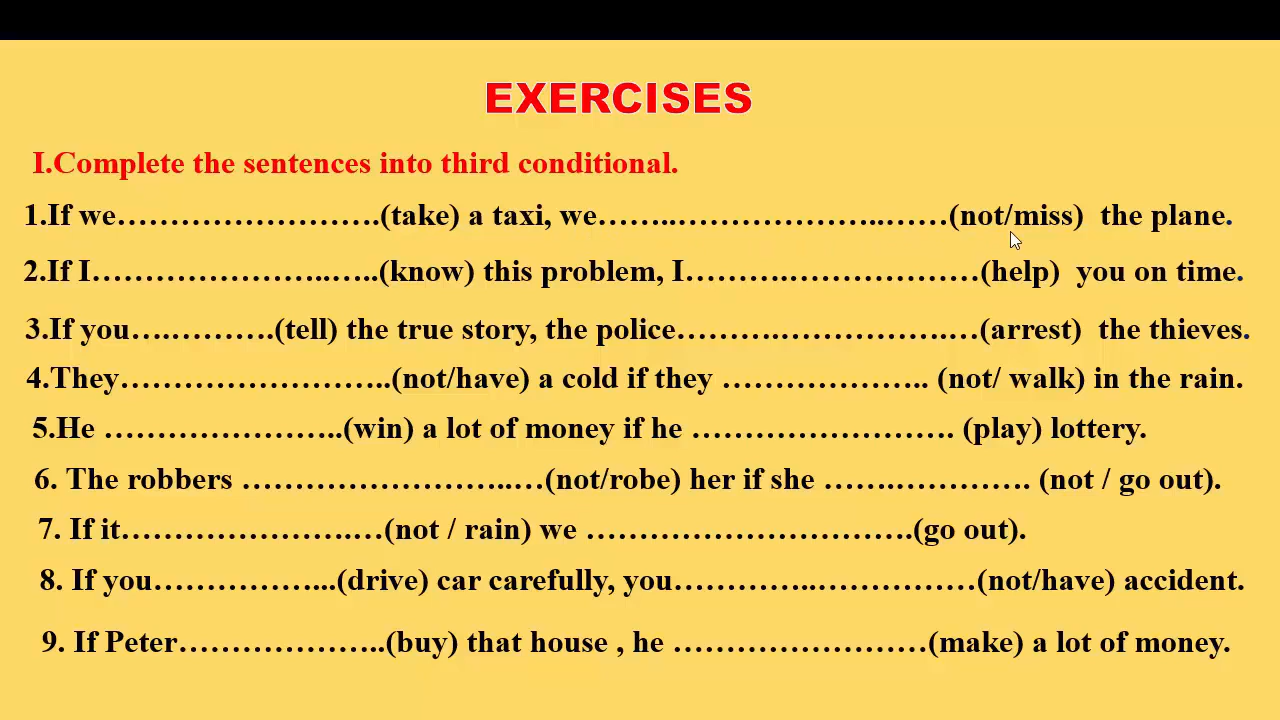 EXERCISES
I.Complete the sentences into third conditional.
1.If we…………………….(take) a taxi, we……..………………..……(not/miss) the plane.
2.If I…………………..…..(know) this problem, I……….………………(help) you on time.
3.If you….……….(tell) the true story, the police……….…………….…(arrest) the thieves.
4.They……………………..(not/have) a cold if they ……………….. (not/ walk) in the rain.
5.He …………………..(win) a lot of money if he ……………………. (play) lottery.
6. The robbers ……………………..…(not/robe) her if she …….…………. (not / go out).
7. If it………………….…(not / rain) we ………………………….(go out).
8. If you……………...(drive) car carefully, you…………..……………(not/have) accident.
9. If Peter………………..(buy) that house , he ……………………(make) a lot of money.